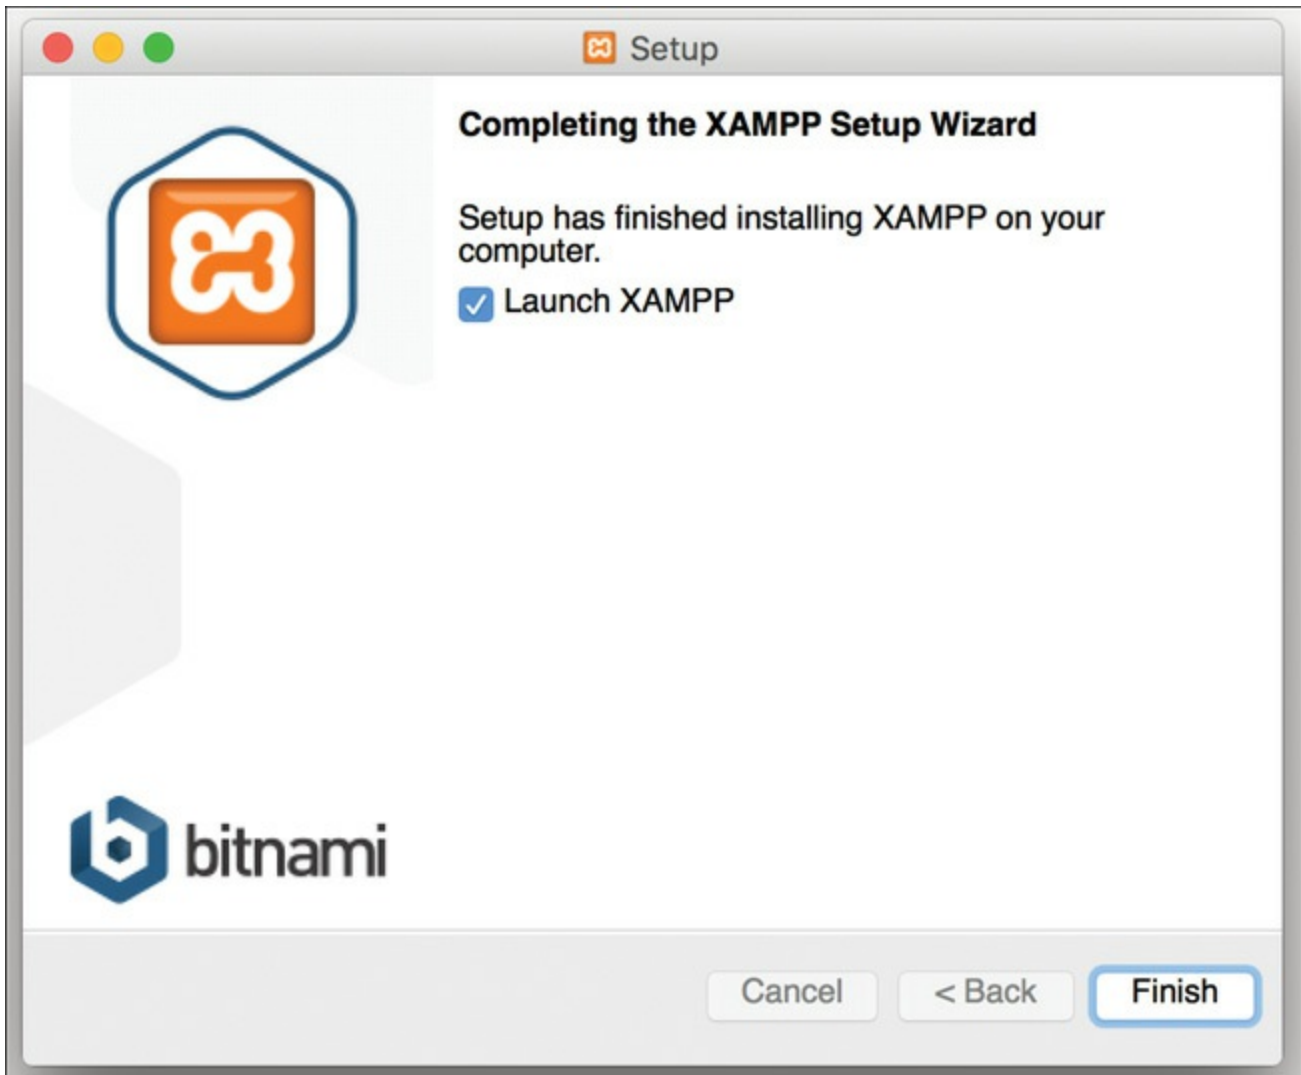 Setup
Completing the XAMPP Setup Wizard
Setup has finished installing XAMPP on your
computer.
Launch XAMPP
bitnami
Cancel
< Back
Finish